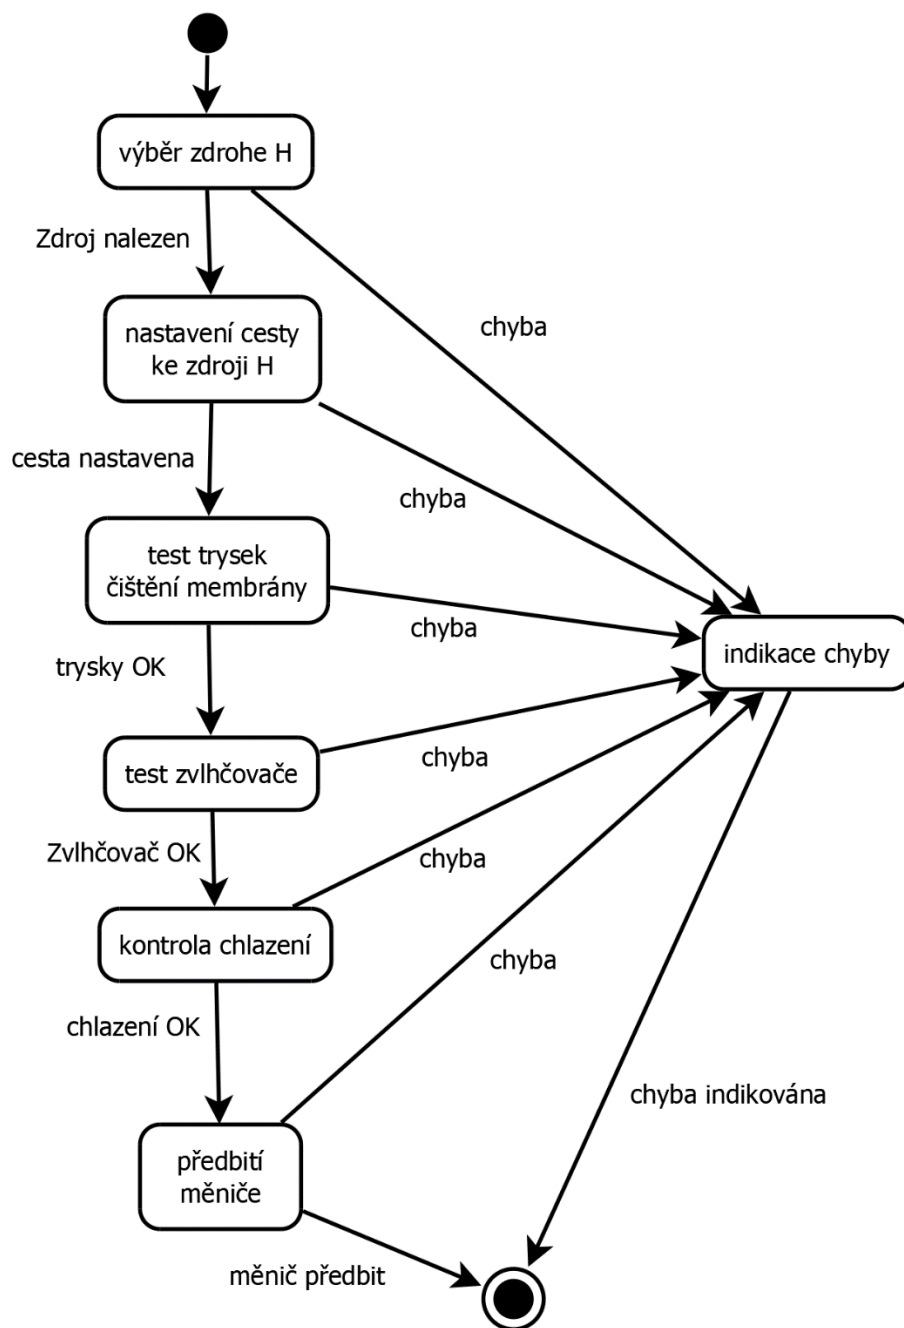 výběr zdrohe H
Zdroj nalezen
chyba
nastavení cesty
ke zdroji H
cesta nastavena
chyba
test trysek
čištění membrány
chyba
indikace chyby
trysky OK
test zvlhčovače
chyba
Zvlhčovač OK
chyba
kontrola chlazení
chyba
chlazení OK
chyba indikována
předbití
měniče
měnič předbit